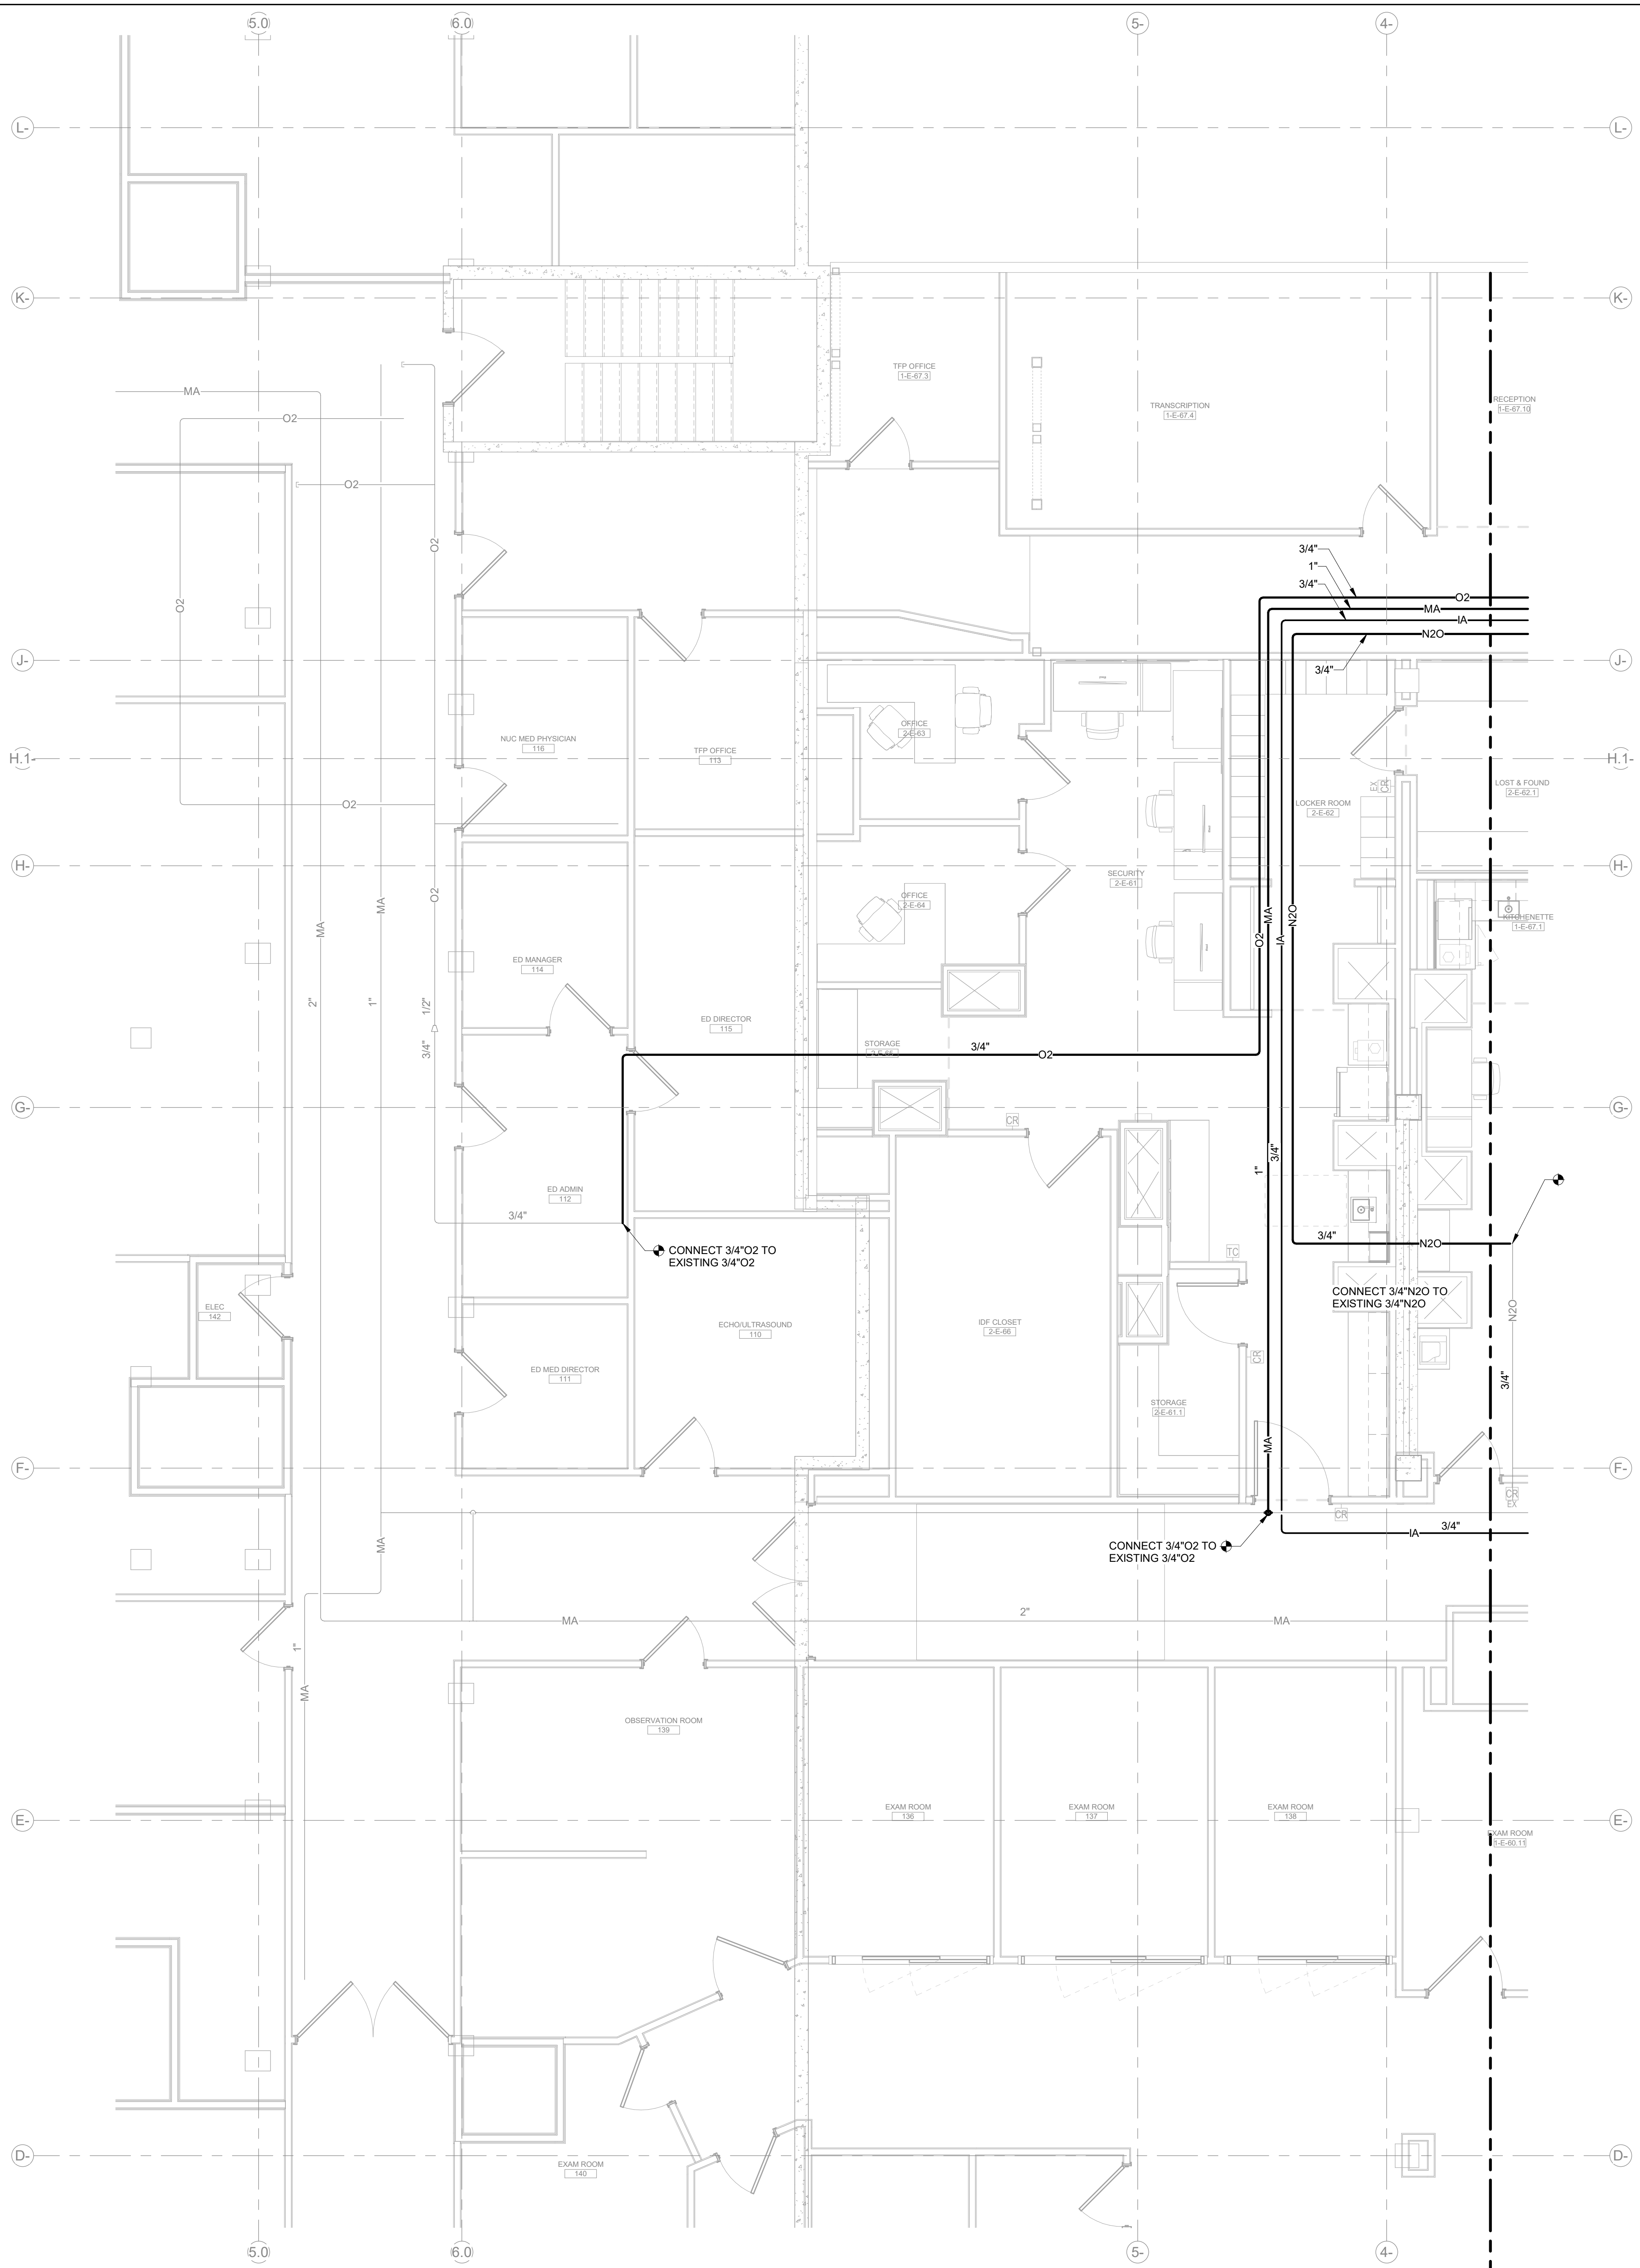 (5.0)
(6.0)
5-
4-
L-
L-
K-
K-
TFP OFFICE
1-E-67.3
MA
RECEPTION
1-E-67.10
TRANSCRIPTION
1-E-67.4
O2
O2
O2
3/4"
1"
3/4"
O2
O2
MA
IA
N2O
J-
J-
3/4"
OFFICE
2-E-63
NUC MED PHYSICIAN
116
TFP OFFICE
113
H.1-
H.1-
LOST & FOUND
2-E-62.1
EX
CR
LOCKER ROOM
2-E-62
O2
H-
H-
SECURITY
2-E-61
O2
OFFICE
2-E-64
MA
MA
N2O
KITCHENETTE
1-E-67.1
MA
O2
IA
ED MANAGER
114
2"
1"
1/2"
ED DIRECTOR
115
3/4"
STORAGE
2-E-65
3/4"
O2
G-
G-
CR
3/4"
1"
ED ADMIN
112
3/4"
3/4"
N2O
CONNECT 3/4"O2 TO
EXISTING 3/4"O2
TC
CONNECT 3/4"N2O TO
EXISTING 3/4"N2O
N2O
ELEC
142
ECHO/ULTRASOUND
110
IDF CLOSET
2-E-66
CR
ED MED DIRECTOR
111
3/4"
STORAGE
2-E-61.1
MA
F-
F-
CR
EX
CR
3/4"
IA
MA
CONNECT 3/4"O2 TO
EXISTING 3/4"O2
2"
MA
MA
1"
MA
OBSERVATION ROOM
139
EXAM ROOM
136
EXAM ROOM
137
EXAM ROOM
138
E-
E-
EXAM ROOM
1-E-60.11
D-
D-
EXAM ROOM
140
(5.0)
(6.0)
5-
4-